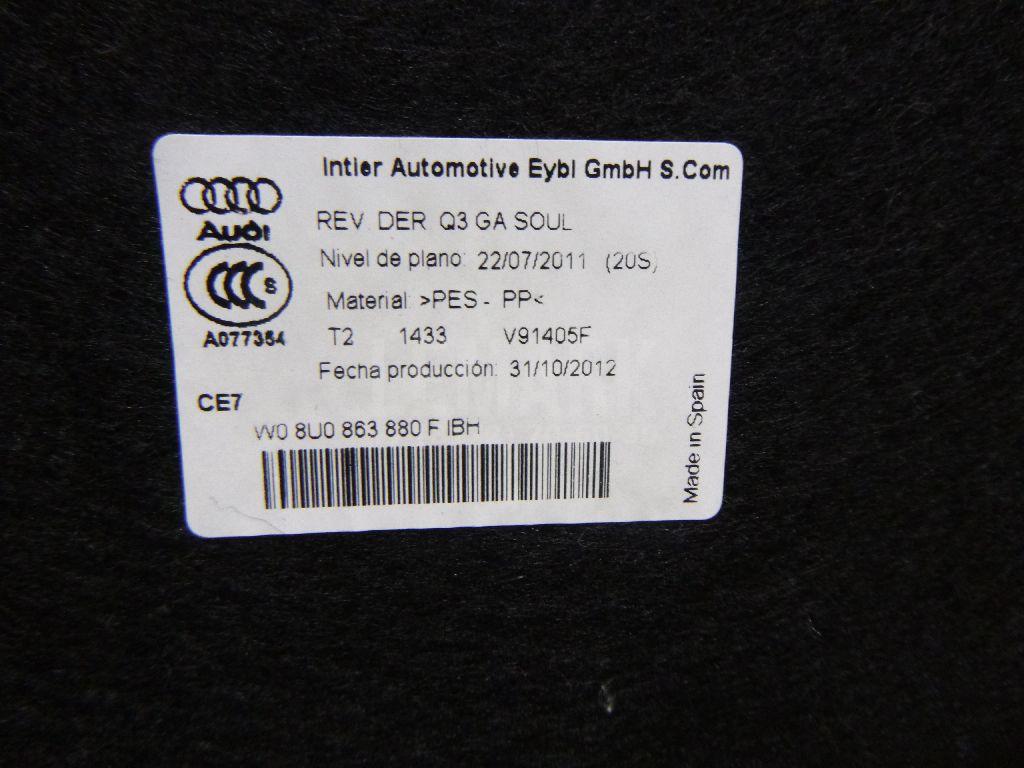 Intier Automotive Eybl GmbH S.Com
Audi
REV DER Q3 GA SOUL
Nivel de plano: 22/07/2011 (20S)
CCC S
Material: >PES - PP<
A077354
T2 1433 V91405F
Fecha producción: 31/10/2012
CE7
W0 8U0 863 880 F IBH
Made in Spain